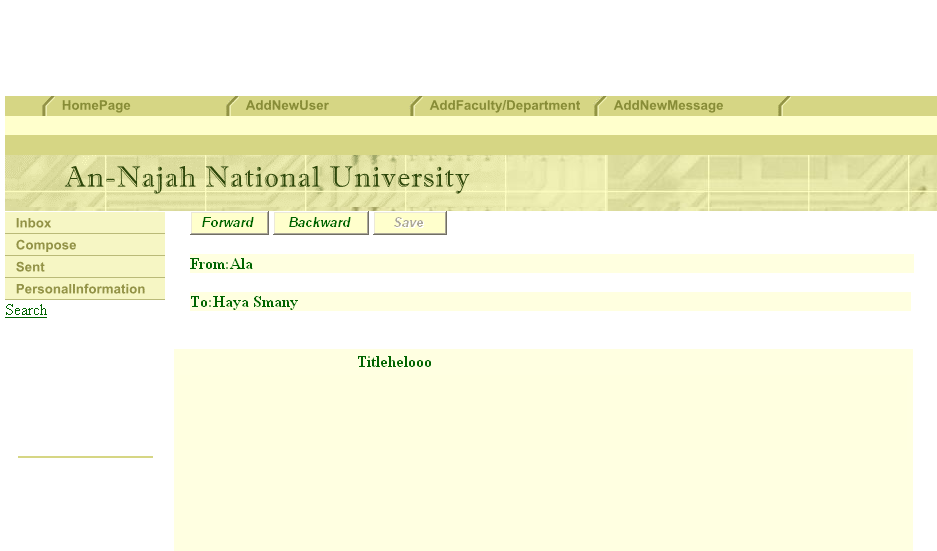 HomePage AddNewUser AddFaculty/Department AddNewMessage
An-Najah National University
Inbox
Compose
Sent
PersonalInformation
Search
Forward Backward Save
From:Ala
To:Haya Smany
Titlehelooo